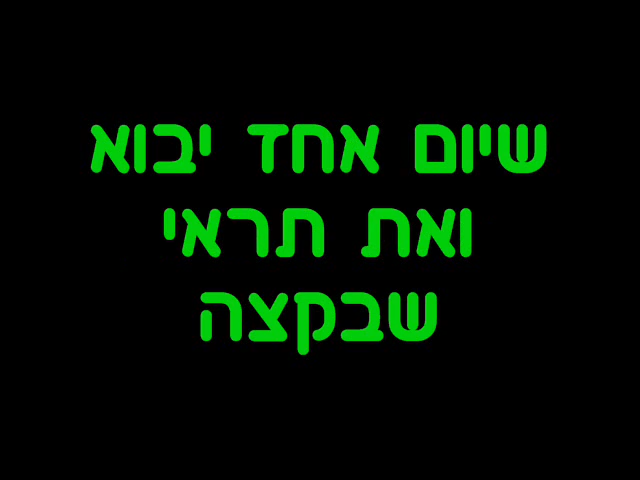 שיום אחד יבוא
ואת תראי
שבקצה